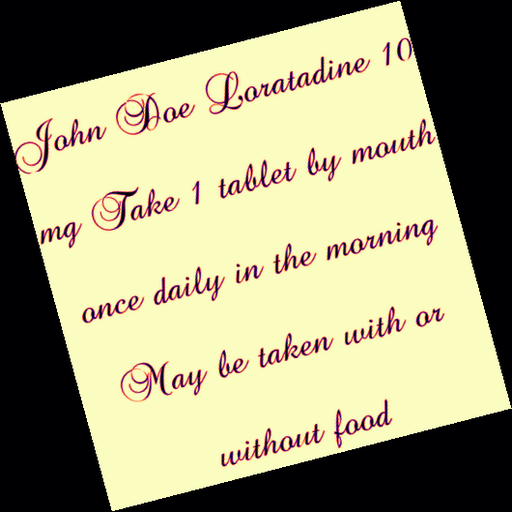 John Doe Loratadine 10
mg Take 1 tablet by mouth
once daily in the morning
May be taken with or
without food